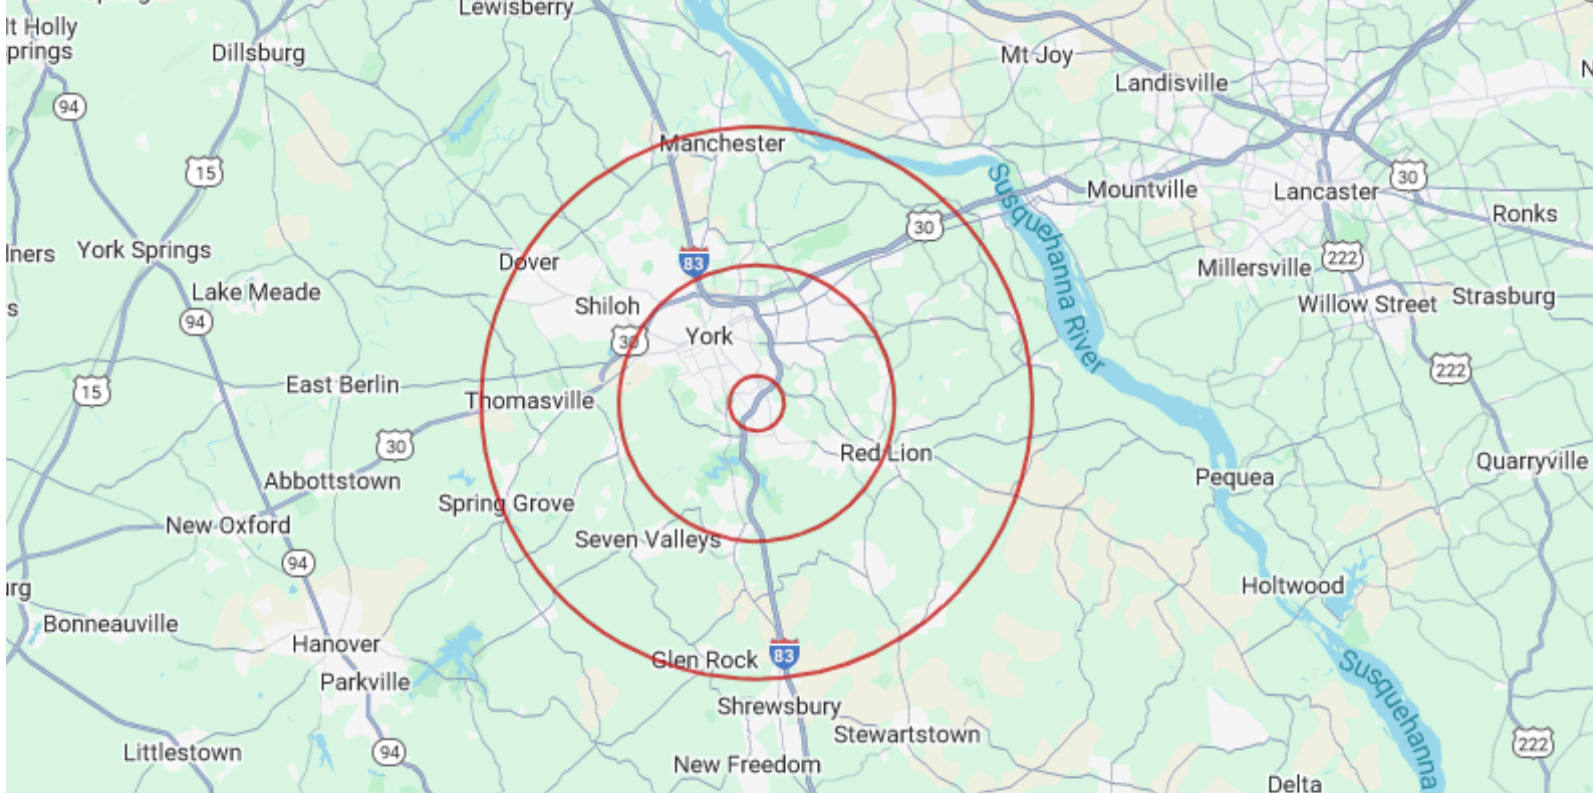 Lewisberry
lt Holly
prings
Dillsburg
Mt Joy
Landisville
94
Manchester
15
Susquehanna River
Mountville
Lancaster
30
Ronks
30
York Springs
lners
Dover
83
Millersville
222
Lake Meade
Shiloh
Willow Street
Strasburg
s
94
York
30
East Berlin
15
Thomasville
222
30
Red Lion
Quarryville
Abbottstown
Pequea
Spring Grove
New Oxford
Seven Valleys
94
Holtwood
urg
Bonneauville
Hanover
Glen Rock
83
Parkville
Susquehanna
Shrewsbury
Stewartstown
222
Littlestown
94
New Freedom
Delta